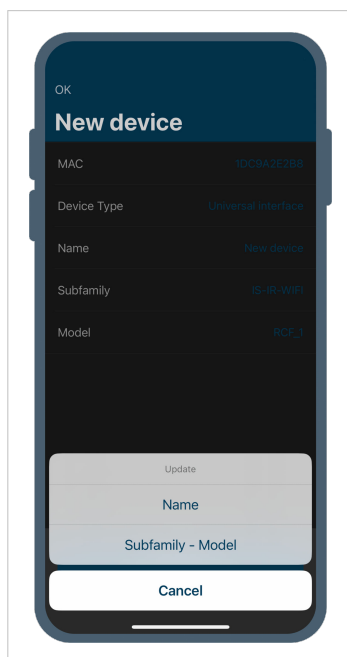 OK
New device
MAC 1DC9A2E2B8
Device Type Universal interface
Name New device
Subfamily IS-IR-WIFI
Model RCF_1
Update
Name
Subfamily - Model
Cancel